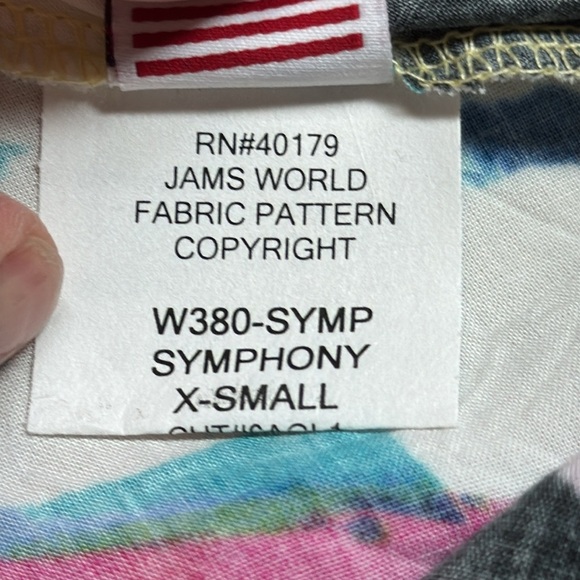 RN#40179
JAMS WORLD
FABRIC PATTERN
COPYRIGHT
W380-SYMP
SYMPHONY
X-SMALL